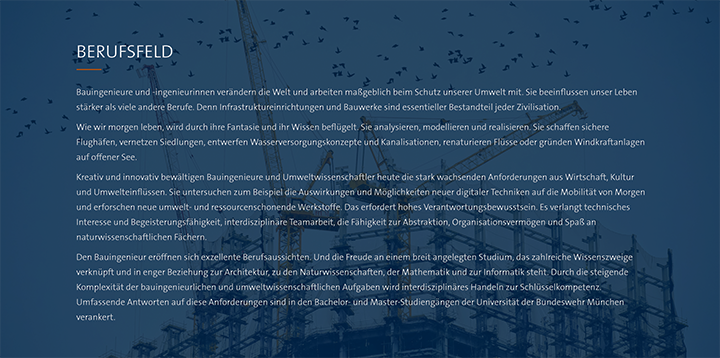 BERUFSFELD
Bauingenieure und -ingenieurinnen verändern die Welt und arbeiten maßgeblich beim Schutz unserer Umwelt mit. Sie beeinflussen unser Leben
stärker als viele andere Berufe. Denn Infrastruktureinrichtungen und Bauwerke sind essentieller Bestandteil jeder Zivilisation.
Wie wir morgen leben, wird durch ihre Fantasie und ihr Wissen beflügelt. Sie analysieren, modellieren und realisieren. Sie schaffen sichere
Flughäfen, vernetzen Siedlungen, entwerfen Wasserversorgungskonzepte und Kanalisationen, renaturieren Flüsse oder gründen Windkraftanlagen
auf offener See.
Kreativ und innovativ bewältigen Bauingenieure und Umweltwissenschaftler heute die stark wachsenden Anforderungen aus Wirtschaft, Kultur
und Umwelteinflüssen. Sie untersuchen zum Beispiel die Auswirkungen und Möglichkeiten neuer digitaler Techniken auf die Mobilität von Morgen
und erforschen neue umwelt- und ressourcenschonende Werkstoffe. Das erfordert hohes Verantwortungsbewusstsein. Es verlangt technisches
Interesse und Begeisterungsfähigkeit, interdisziplinäre Teamarbeit, die Fähigkeit zur Abstraktion, Organisationsvermögen und Spaß an
naturwissenschaftlichen Fächern.
Den Bauingenieur eröffnen sich exzellente Berufsaussichten. Und die Freude an einem breit angelegten Studium, das zahlreiche Wissenszweige
verknüpft und in enger Beziehung zur Architektur, zu den Naturwissenschaften, der Mathematik und zur Informatik steht. Durch die steigende
Komplexität der bauingenieurlichen und umweltwissenschaftlichen Aufgaben wird interdisziplinäres Handeln zur Schlüsselkompetenz.
Umfassende Antworten auf diese Anforderungen sind in den Bachelor- und Master-Studiengängen der Universität der Bundeswehr München
verankert.